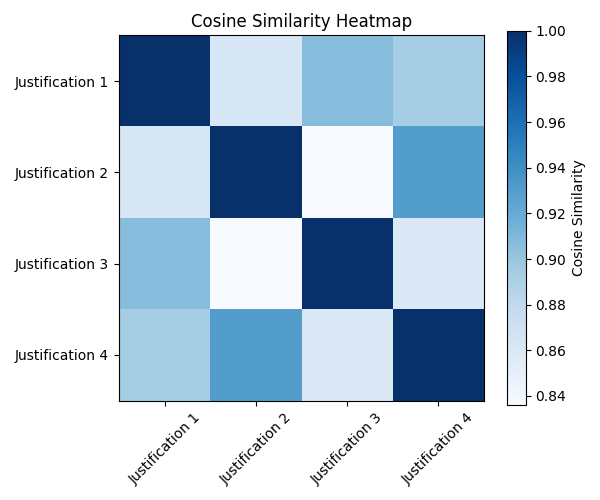 Cosine Similarity Heatmap
Justification 1
Justification 2
Justification 3
Justification 4
Justification 1
Justification 2
Justification 3
Justification 4
1.00
0.98
0.96
0.94
0.92
0.90
0.88
0.86
0.84
Cosine Similarity